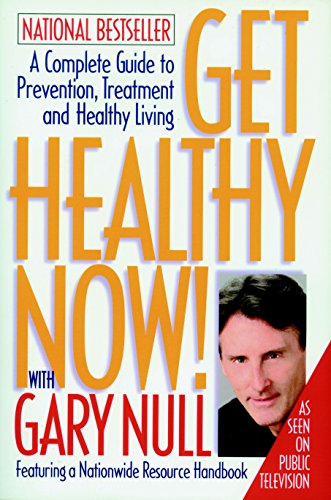 NATIONAL BESTSELLER
A Complete Guide to
Prevention, Treatment
and Healthy Living
GET
HEALTHY
NOW!
WITH
GARY NULL
Featuring a Nationwide Resource Handbook
AS
SEEN
ON
PUBLIC
TELEVISION